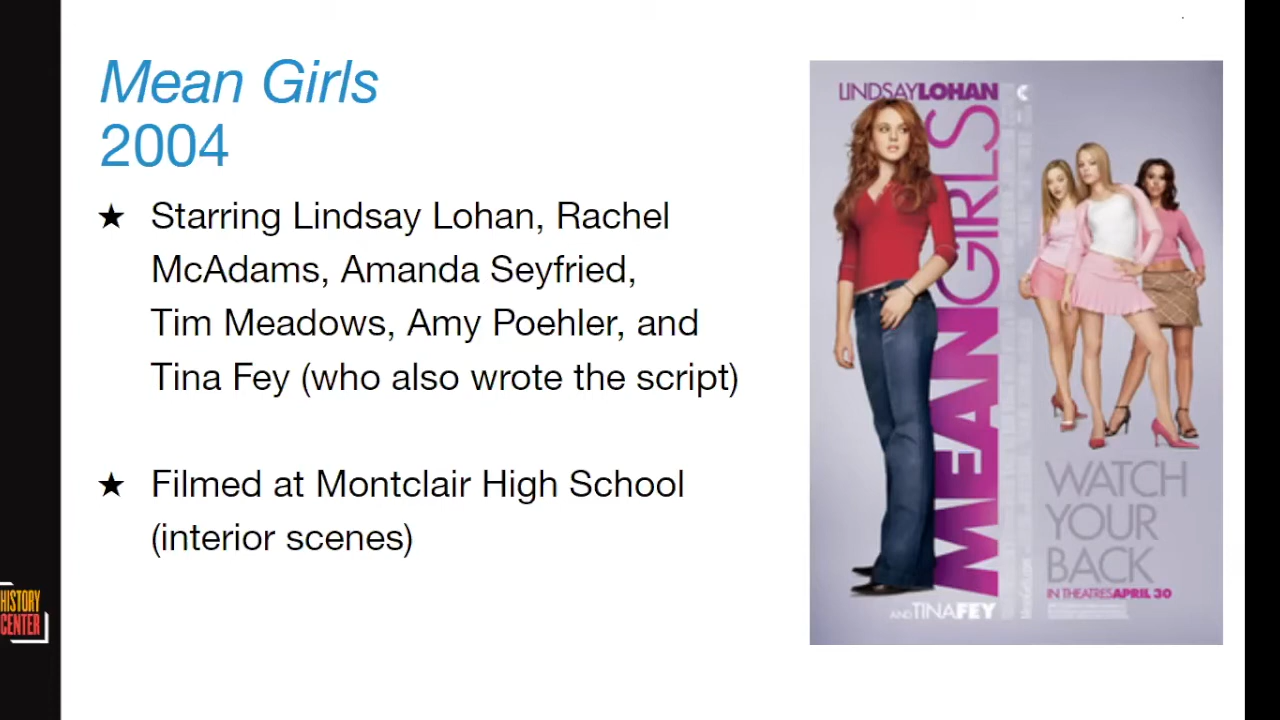 Mean Girls
2004
★ Starring Lindsay Lohan, Rachel
McAdams, Amanda Seyfried,
Tim Meadows, Amy Poehler, and
Tina Fey (who also wrote the script)
★ Filmed at Montclair High School
(interior scenes)
HISTORY
CENTER
LINDSAY LOHAN
MEAN GIRLS
WATCH
YOUR
BACK
IN THEATRES APRIL 30
AND TINA FEY